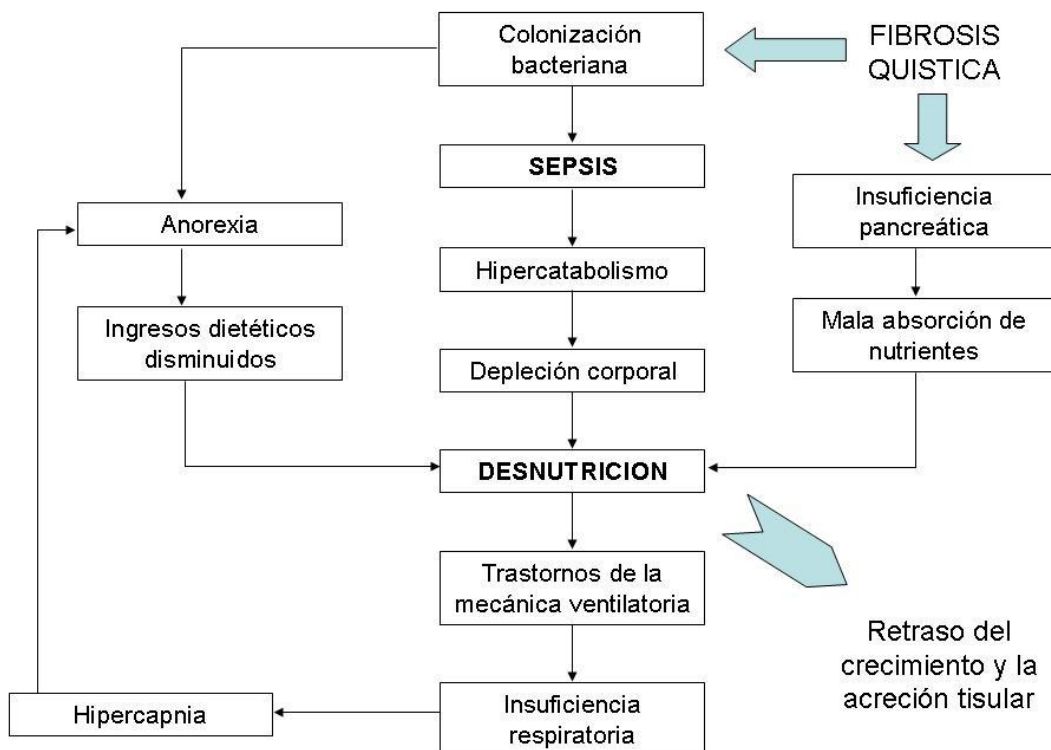 Colonización
bacteriana
FIBROSIS
QUISTICA
SEPSIS
Anorexia
Insuficiencia
pancreática
Hipercatabolismo
Ingresos dietéticos
disminuidos
Mala absorción de
nutrientes
Depleción corporal
DESNUTRICION
Trastornos de la
mecánica ventilatoria
Retraso del
crecimiento y la
acreción tisular
Hipercapnia
Insuficiencia
respiratoria